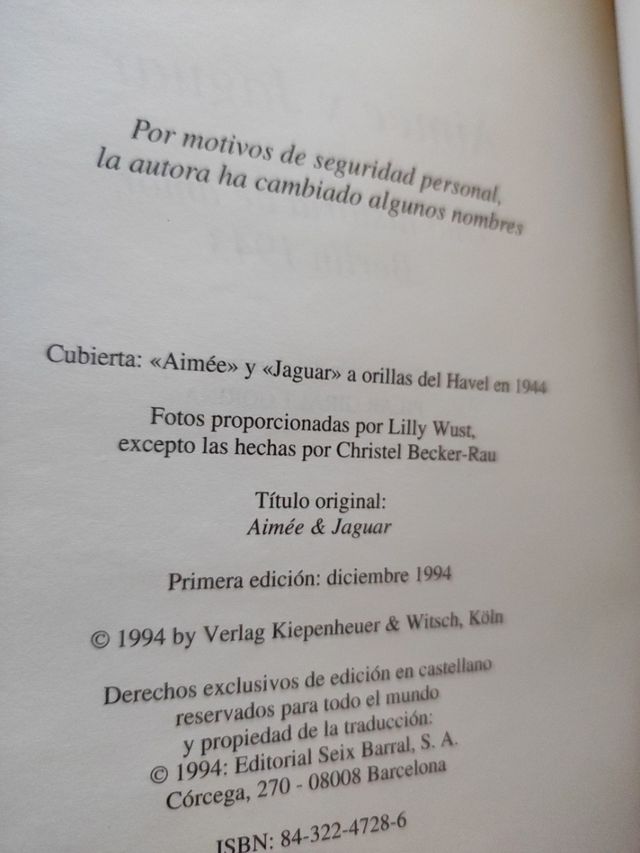 Por motivos de seguridad personal,
la autora ha cambiado algunos nombres
Cubierta: «Aimée» y «Jaguar» a orillas del Havel en 1944
Fotos proporcionadas por Lilly Wust,
excepto las hechas por Christel Becker-Rau
Título original:
Aimée & Jaguar
Primera edición: diciembre 1994
© 1994 by Verlag Kiepenheuer & Witsch, Köln
Derechos exclusivos de edición en castellano
reservados para todo el mundo
y propiedad de la traducción:
© 1994: Editorial Seix Barral, S. A.
Córcega, 270 - 08008 Barcelona
ISBN: 84-322-4728-6